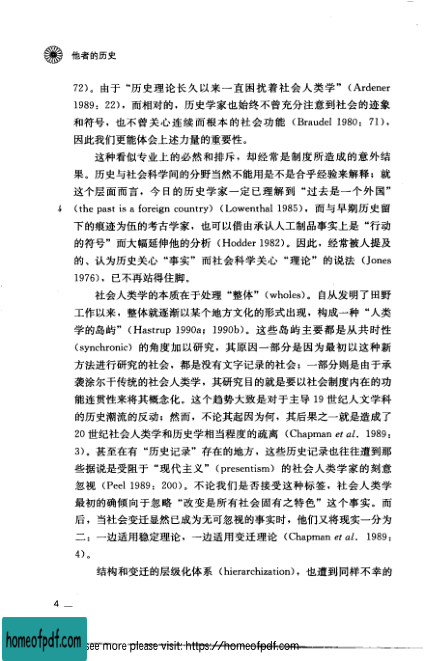 他者的历史
72)。由于“历史理论长久以来一直困扰着社会人类学”(Ardener
1989:22),而相对的,历史学家也始终不曾充分注意到社会的迹象
和符号,也不曾关心连续而根本的社会功能(Braudel 1980:71),
因此我们更能体会上述力量的重要性。
这种看似专业上的必然和排斥,却经常是制度所造成的意外结
果。历史与社会科学间的分野当然不能用是不是合乎经验来解释:就
这个层面而言,今日的历史学家一定已理解到“过去是一个外国”
(the past is a foreign country)(Lowenthal 1985),而与早期历史留
下的痕迹为伍的考古学家,也可以借由承认人工制品事实上是“行动
的符号”而大幅延伸他的分析(Hodder 1982)。因此,经常被人提及
的、认为历史关心“事实”而社会科学关心“理论”的说法(Jones
1976),已不再站得住脚。
社会人类学的本质在于处理“整体”(wholes)。自从发明了田野
工作以来,整体就逐渐以某个地方文化的形式出现,构成一种“人类
学的岛屿”(Hastrup 1990a;1990b)。这些岛屿主要都是从共时性
(synchronic)的角度加以研究,其原因一部分是因为最初以这种新
方法进行研究的社会,都是没有文字记录的社会;一部分则是由于承
袭涂尔干传统的社会人类学,其研究目的就是要以社会制度内在的功
能连贯性来将其概念化。这个趋势大致是对于主导 19 世纪人文学科
的历史潮流的反动;然而,不论其起因为何,其后果之一就是造成了
20 世纪社会人类学和历史学相当程度的疏离(Chapman et al. 1989:
3)。甚至在有“历史记录”存在的地方,这些历史记录也往往遭到那
些据说是受限于“现代主义”(presentism)的社会人类学家的刻意
忽视(Peel 1989:200)。不论我们是否接受这种标签,社会人类学
最初的确倾向于忽略“改变是所有社会固有之特色”这个事实。而
后,当社会变迁显然已成为无可忽视的事实时,他们又将现实一分为
二:一边适用稳定理论,一边适用变迁理论(Chapman et al. 1989:
4)。
结构和变迁的层级化体系(hierarchization),也遭到同样不幸的
4
homeofpdf.com
see more please visit: https://homeofpdf.com